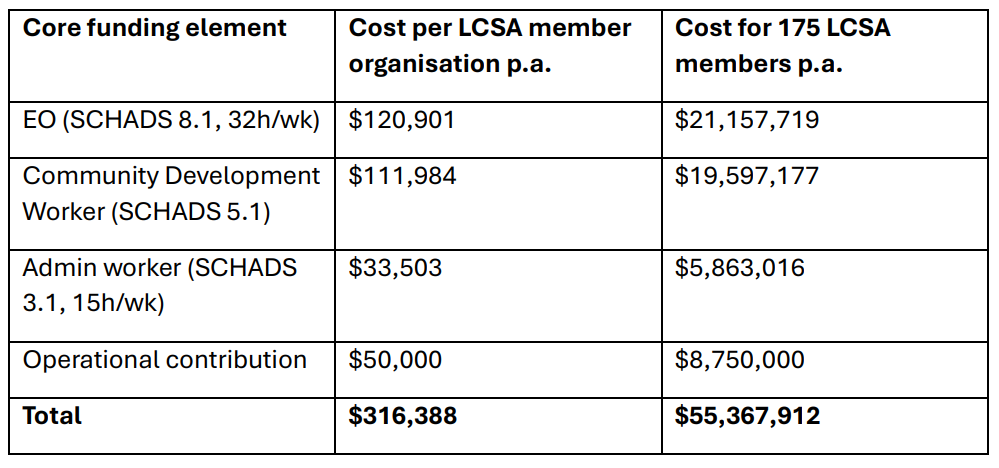 Core funding element
Cost per LCSA member
organisation p.a.
Cost for 175 LCSA
members p.a.
EO (SCHADS 8.1, 32h/wk)
$120,901
$21,157,719
Community Development
Worker (SCHADS 5.1)
$111,984
$19,597,177
Admin worker (SCHADS
3.1, 15h/wk)
$33,503
$5,863,016
Operational contribution
$50,000
$8,750,000
Total
$316,388
$55,367,912